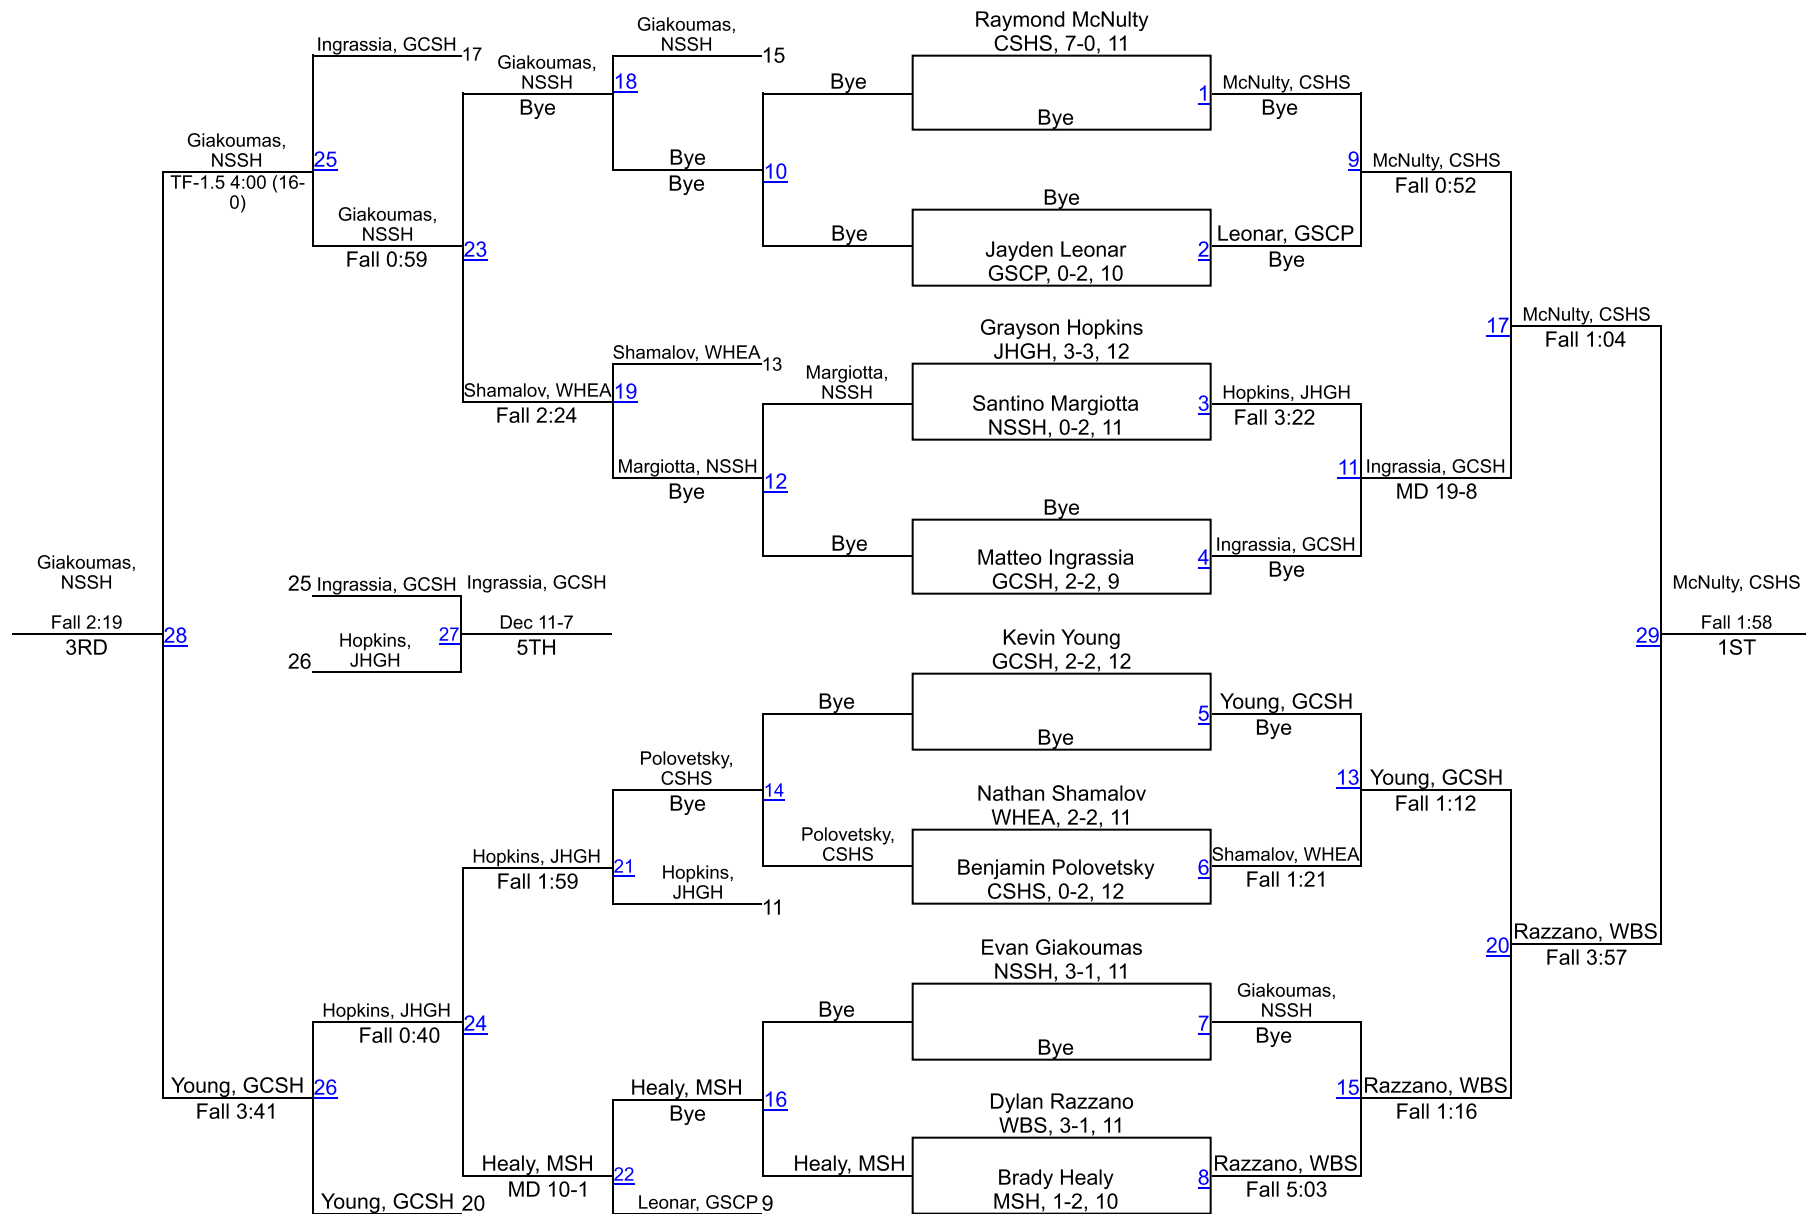 Raymond McNulty
CSHS, 7-0, 11
Giakoumas,
NSSH
15
Ingrassia, GCSH
17
Giakoumas,
NSSH
Bye
18
Bye
1
McNulty, CSHS
Bye
Bye
Giakoumas,
NSSH
TF-1.5 4:00 (16-
0)
25
Bye
Bye
10
9
McNulty, CSHS
Fall 0:52
Giakoumas,
NSSH
Fall 0:59
23
Bye
Bye
Jayden Leonar
GSCP, 0-2, 10
2
Leonar, GSCP
Bye
Grayson Hopkins
JHGH, 3-3, 12
17
McNulty, CSHS
Fall 1:04
Shamalov, WHEA
13
Shamalov, WHEA
Fall 2:24
19
Margiotta,
NSSH
Santino Margiotta
NSSH, 0-2, 11
3
Hopkins, JHGH
Fall 3:22
Margiotta, NSSH
Bye
12
11
Ingrassia, GCSH
MD 19-8
Bye
Bye
Matteo Ingrassia
GCSH, 2-2, 9
4
Ingrassia, GCSH
Bye
Giakoumas,
NSSH
Fall 2:19
3RD
28
25
Ingrassia, GCSH
Ingrassia, GCSH
26
Hopkins,
JHGH
27
Dec 11-7
5TH
McNulty, CSHS
29
Fall 1:58
1ST
Kevin Young
GCSH, 2-2, 12
Bye
5
Young, GCSH
Bye
Bye
Polovetsky,
CSHS
Bye
14
13
Young, GCSH
Fall 1:12
Nathan Shamalov
WHEA, 2-2, 11
Polovetsky,
CSHS
Benjamin Polovetsky
CSHS, 0-2, 12
6
Shamalov, WHEA
Fall 1:21
Hopkins, JHGH
Fall 1:59
21
Hopkins,
JHGH
11
Evan Giakoumas
NSSH, 3-1, 11
20
Razzano, WBS
Fall 3:57
Hopkins, JHGH
Fall 0:40
24
Bye
Bye
7
Giakoumas,
NSSH
Bye
Young, GCSH
Fall 3:41
26
Healy, MSH
Bye
16
Dylan Razzano
WBS, 3-1, 11
15
Razzano, WBS
Fall 1:16
Healy, MSH
MD 10-1
22
Healy, MSH
Brady Healy
MSH, 1-2, 10
8
Razzano, WBS
Fall 5:03
Young, GCSH
20
Leonar, GSCP
9